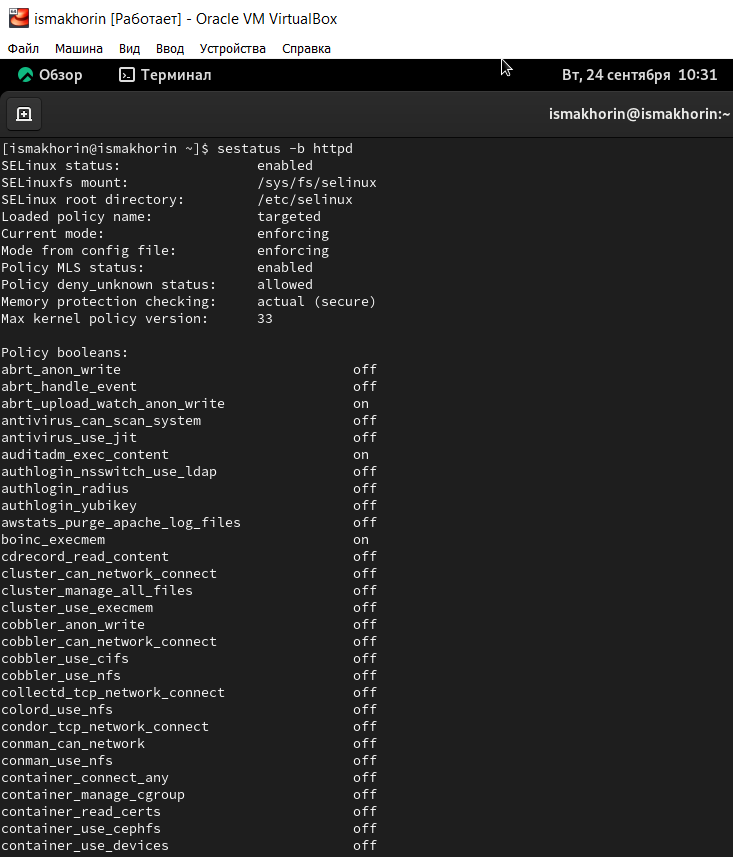 ismakhorin [Работает] - Oracle VM VirtualBox
Файл Машина Вид Ввод Устройства Справка
Обзор Терминал Вт, 24 сентября 10:31
ismakhorin@ismakhorin:~
[ismakhorin@ismakhorin ~]$ sestatus -b httpd
SELinux status: enabled
SELinuxfs mount: /sys/fs/selinux
SELinux root directory: /etc/selinux
Loaded policy name: targeted
Current mode: enforcing
Mode from config file: enforcing
Policy MLS status: enabled
Policy deny_unknown status: allowed
Memory protection checking: actual (secure)
Max kernel policy version: 33
Policy booleans:
abrt_anon_write off
abrt_handle_event off
abrt_upload_watch_anon_write on
antivirus_can_scan_system off
antivirus_use_jit off
auditadm_exec_content on
authlogin_nsswitch_use_ldap off
authlogin_radius off
authlogin_yubikey off
awstats_purge_apache_log_files off
boinc_execmem on
cdrecord_read_content off
cluster_can_network_connect off
cluster_manage_all_files off
cluster_use_execmem off
cobbler_anon_write off
cobbler_can_network_connect off
cobbler_use_cifs off
cobbler_use_nfs off
collectd_tcp_network_connect off
colord_use_nfs off
condor_tcp_network_connect off
conman_can_network off
conman_use_nfs off
container_connect_any off
container_manage_cgroup off
container_read_certs off
container_use_cephfs off
container_use_devices off